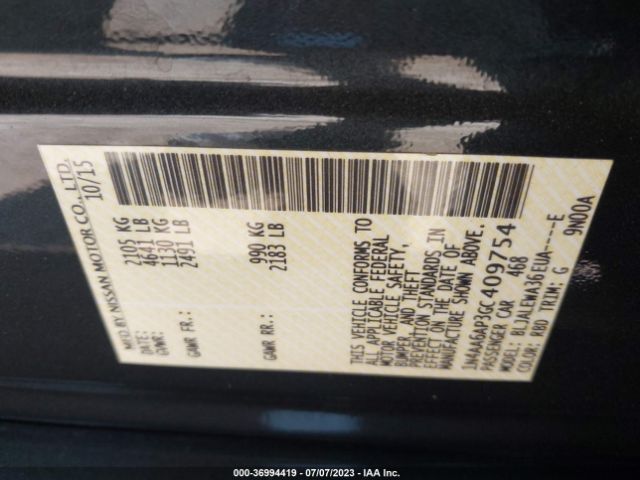 MFD BY NISSAN MOTOR CO., LTD.
DATE: 10/15
GVWR: 2105 KG
4641 LB
GAWR FR: 1130 KG
2491 LB
GAWR RR: 990 KG
2183 LB
THIS VEHICLE CONFORMS TO
ALL APPLICABLE FEDERAL
MOTOR VEHICLE SAFETY,
BUMPER, AND THEFT
PREVENTION STANDARDS IN
EFFECT ON THE DATE OF
MANUFACTURE SHOWN ABOVE.
1N4AA6AP3GC409754
PASSENGER CAR 468
MODEL: BLJALEWA36EUA----E
COLOR: RBD TRIM: G 9N00A
000-36994419 - 07/07/2023 - IAA Inc.